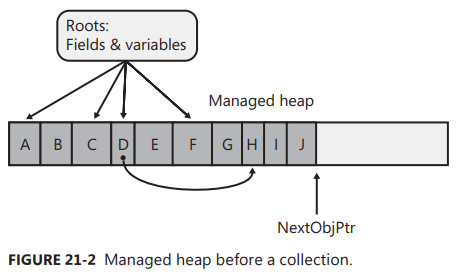 Roots:
Fields & variables
Managed heap
A B C D E F G H I J
NextObjPtr
FIGURE 21-2 Managed heap before a collection.